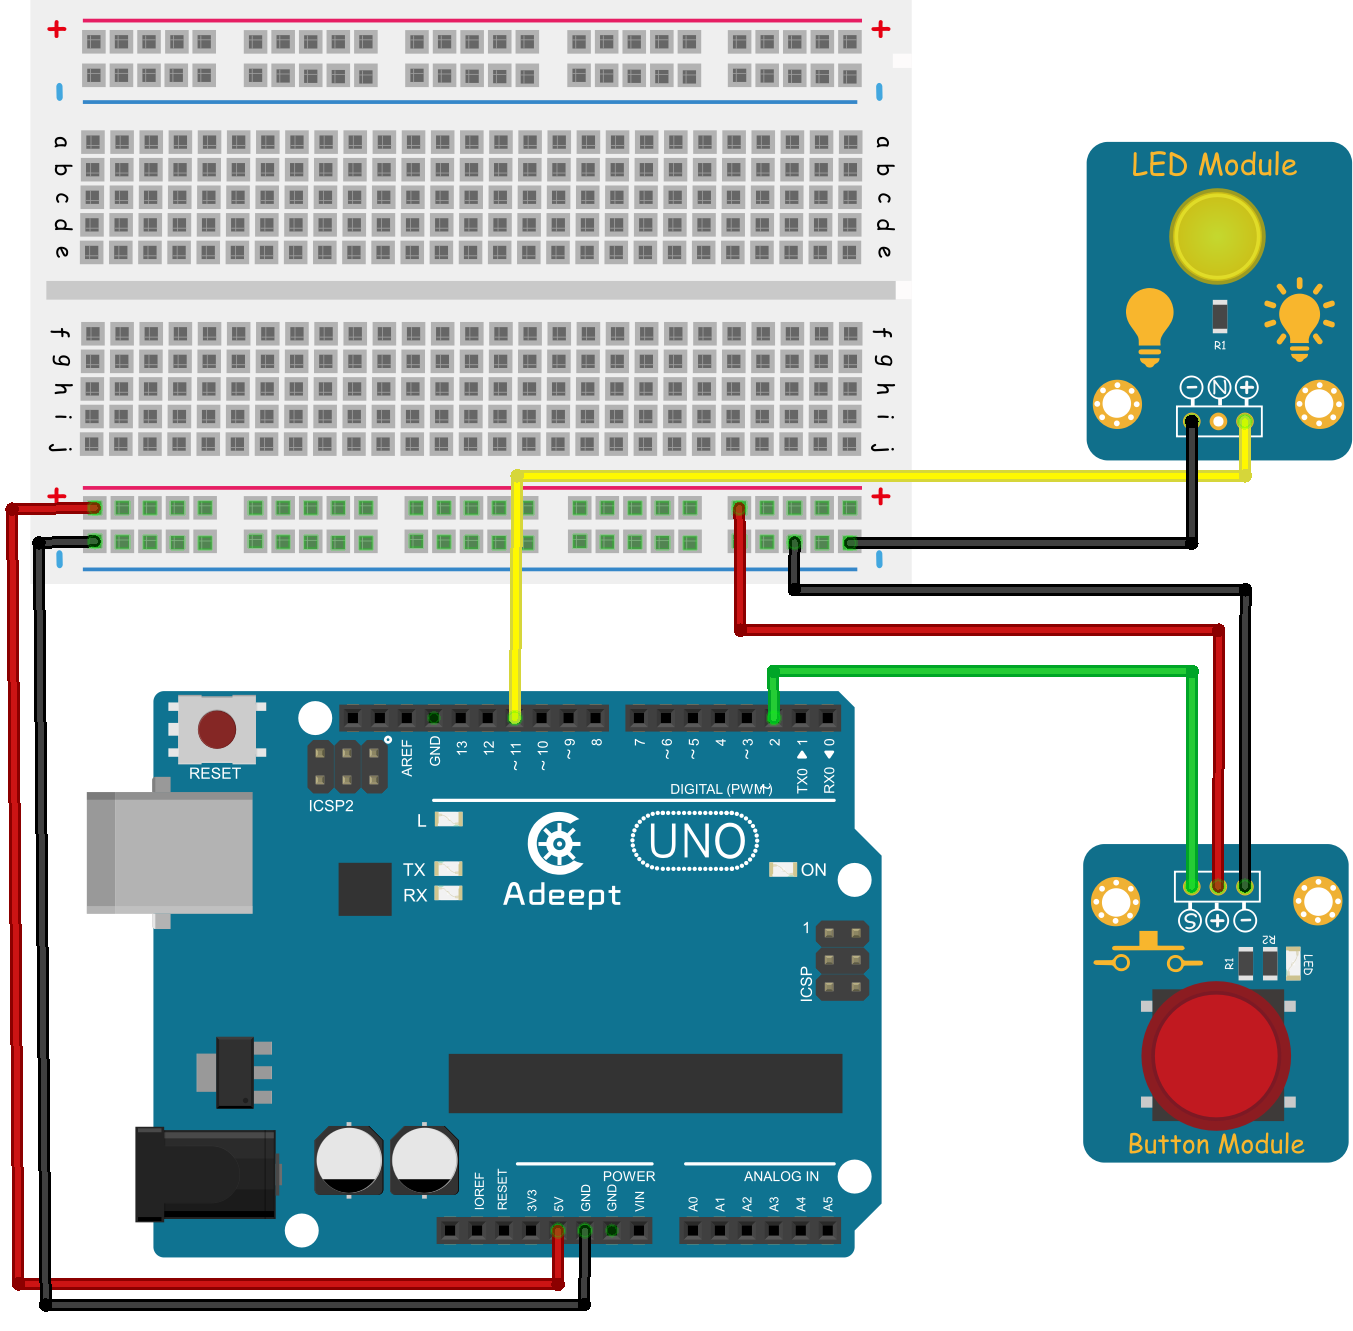 + +
- -
a a
b b
c c
d d
e e
f f
g g
h h
i i
j j
+ +
- -
LED Module
R1
- N +
RESET
ICSP2
AREF
GND
13
12
~11
~10
~9
8
7
~6
~5
4
~3
2
TX0 ▶ 1
RX0 ◀ 0
DIGITAL (PWM~)
L
TX
RX
Adeept
UNO
ON
1
ICSP
POWER
ANALOG IN
IOREF
RESET
3V3
5V
GND
GND
VIN
A0
A1
A2
A3
A4
A5
S + -
R1
R2
LED
Button Module